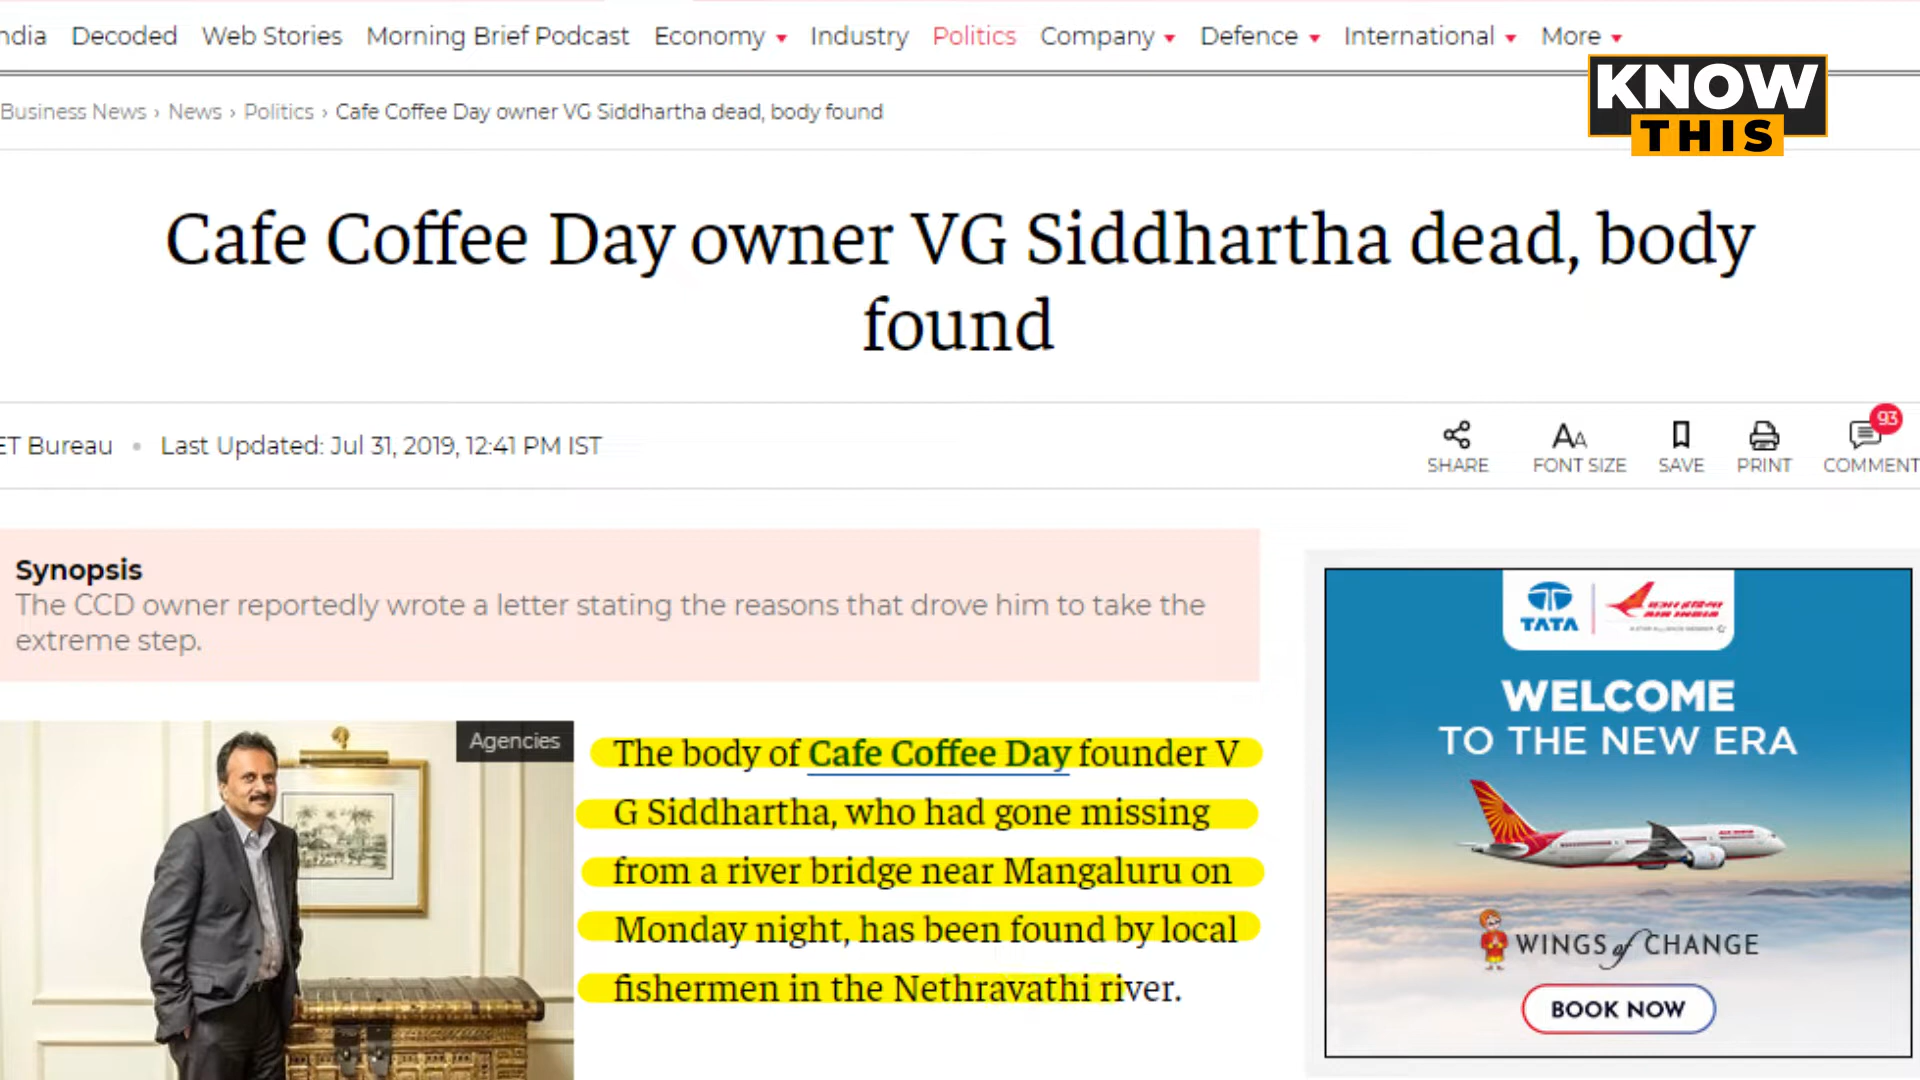 ndia Decoded Web Stories Morning Brief Podcast Economy Industry Politics Company Defence International More
KNOW
THIS
Business News › News › Politics › Cafe Coffee Day owner VG Siddhartha dead, body found
Cafe Coffee Day owner VG Siddhartha dead, body
found
ET Bureau • Last Updated: Jul 31, 2019, 12:41 PM IST
93
SHARE FONT SIZE SAVE PRINT COMMENT
Synopsis
The CCD owner reportedly wrote a letter stating the reasons that drove him to take the
extreme step.
Agencies
The body of Cafe Coffee Day founder V
G Siddhartha, who had gone missing
from a river bridge near Mangaluru on
Monday night, has been found by local
fishermen in the Nethravathi river.
TATA
AIR INDIA
WELCOME
TO THE NEW ERA
WINGS of CHANGE
BOOK NOW